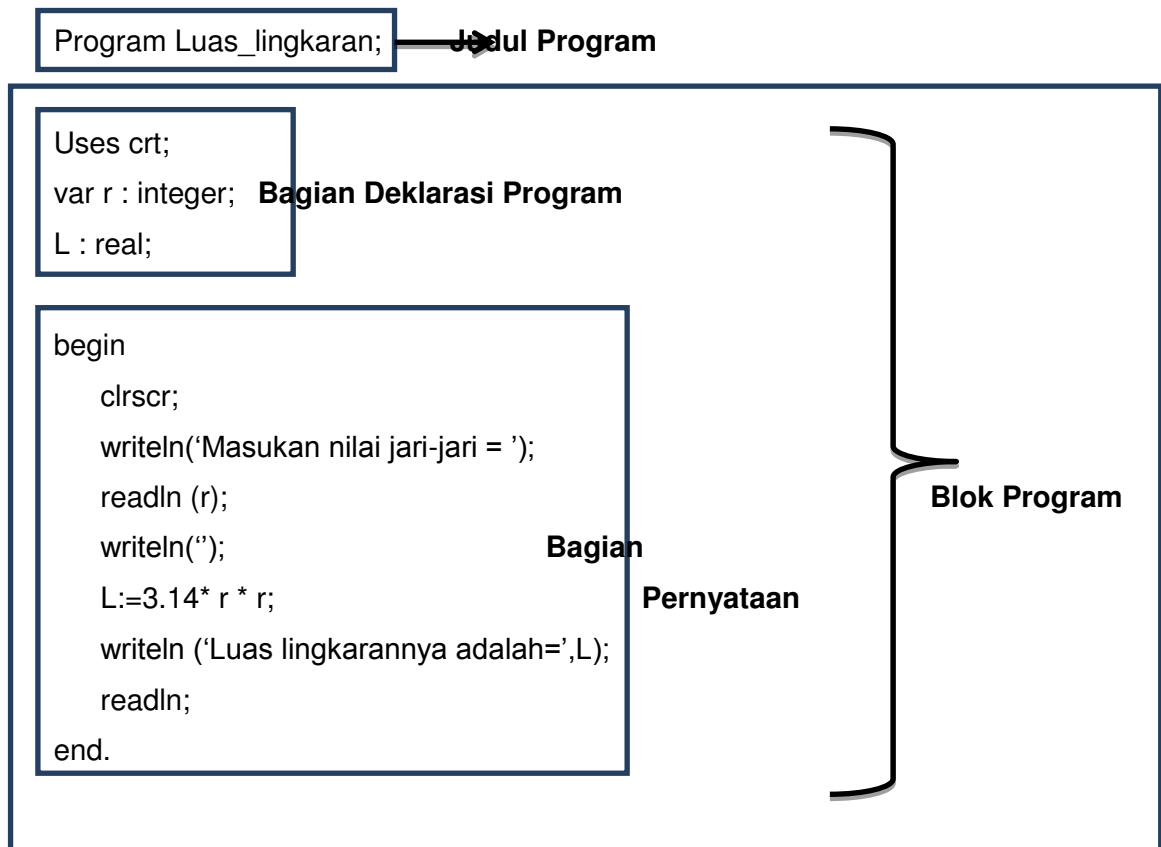 Program Luas_lingkaran; Judul Program
Uses crt;
var r : integer; Bagian Deklarasi Program
L : real;
begin
clrscr;
writeln(‘Masukan nilai jari-jari = ’);
readln (r);
Blok Program
writeln(‘’); Bagian
L:=3.14* r * r; Pernyataan
writeln (‘Luas lingkarannya adalah=’,L);
readln;
end.